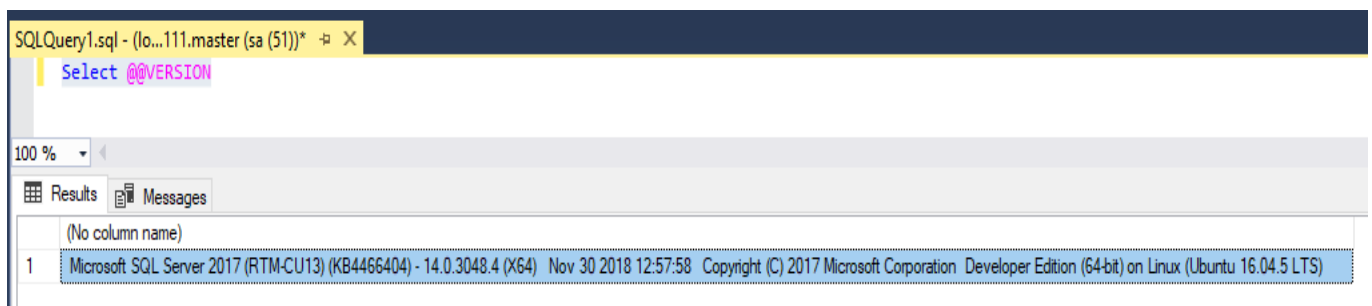 SQLQuery1.sql - (lo...111.master (sa (51))* X
Select @@VERSION
100 %
Results Messages
(No column name)
1 Microsoft SQL Server 2017 (RTM-CU13) (KB4466404) - 14.0.3048.4 (X64) Nov 30 2018 12:57:58 Copyright (C) 2017 Microsoft Corporation Developer Edition (64-bit) on Linux (Ubuntu 16.04.5 LTS)